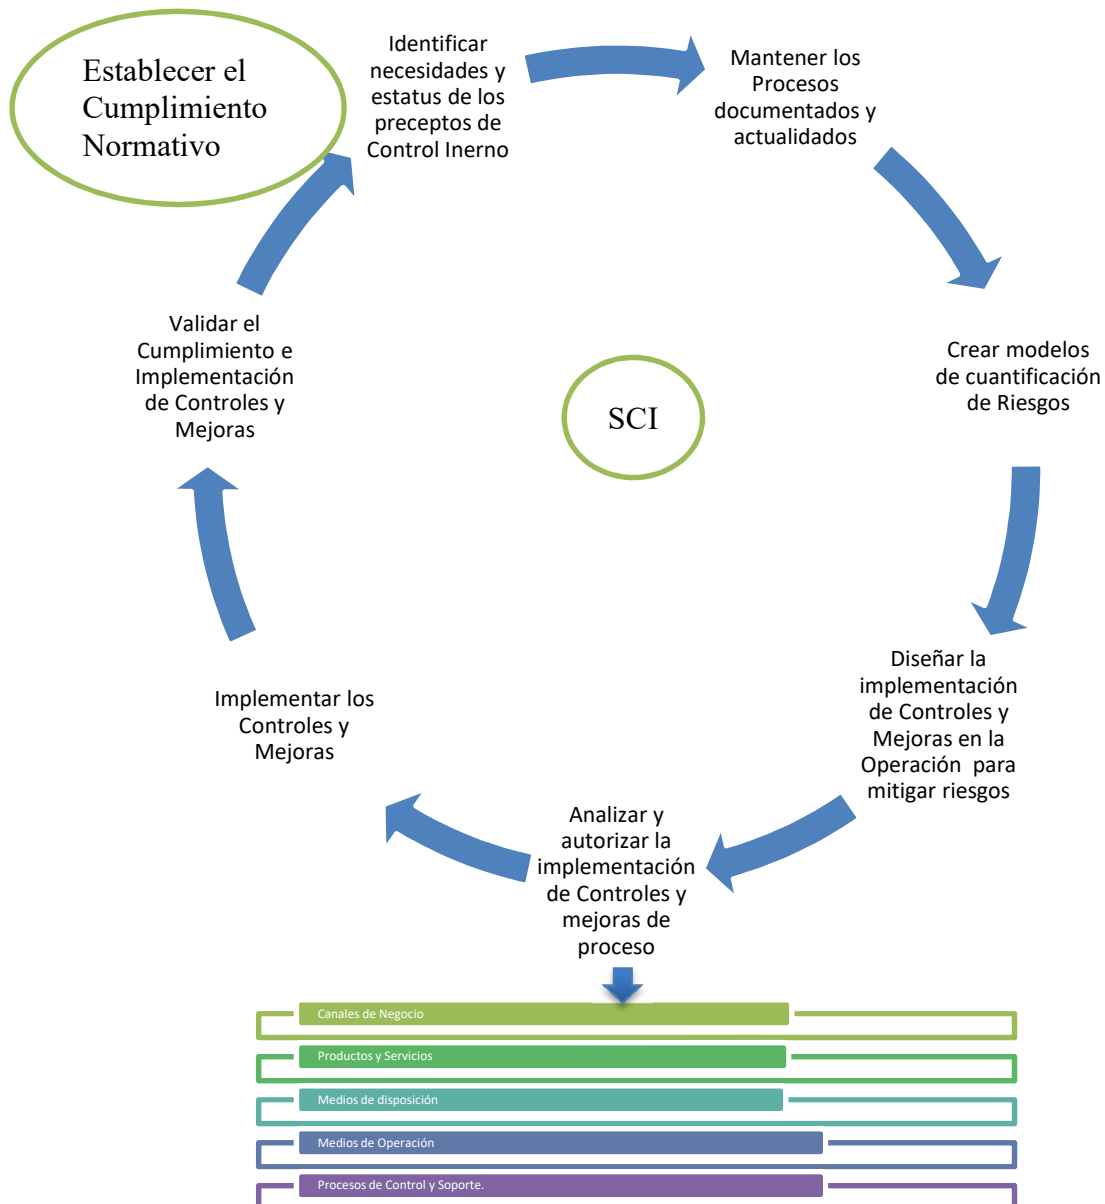 Establecer el
Cumplimiento
Normativo
Identificar
necesidades y
estatus de los
preceptos de
Control Inerno
Mantener los
Procesos
documentados y
actualidados
Crear modelos
de cuantificación
de Riesgos
Diseñar la
implementación
de Controles y
Mejoras en la
Operación para
mitigar riesgos
Analizar y
autorizar la
implementación
de Controles y
mejoras de
proceso
Implementar los
Controles y
Mejoras
Validar el
Cumplimiento e
Implementación
de Controles y
Mejoras
SCI
Canales de Negocio
Productos y Servicios
Medios de disposición
Medios de Operación
Procesos de Control y Soporte.